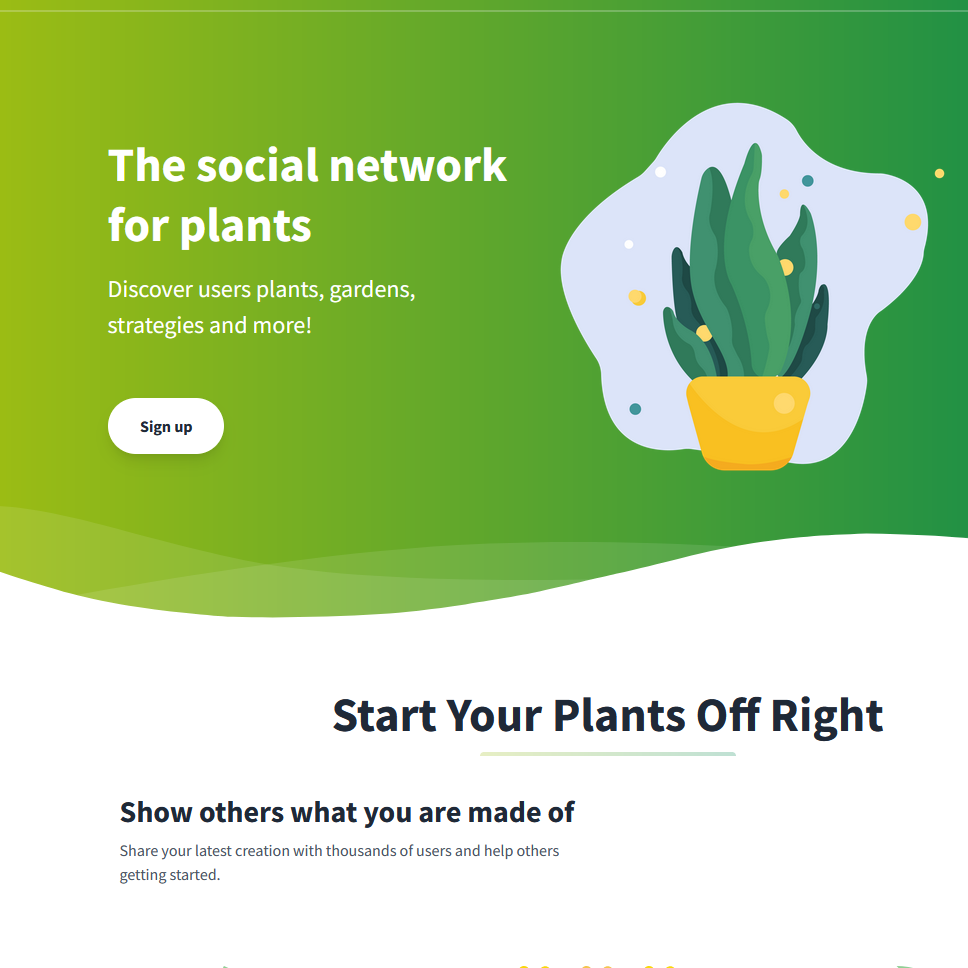 The social network
for plants
Discover users plants, gardens,
strategies and more!
Sign up
Start Your Plants Off Right
Show others what you are made of
Share your latest creation with thousands of users and help others
getting started.